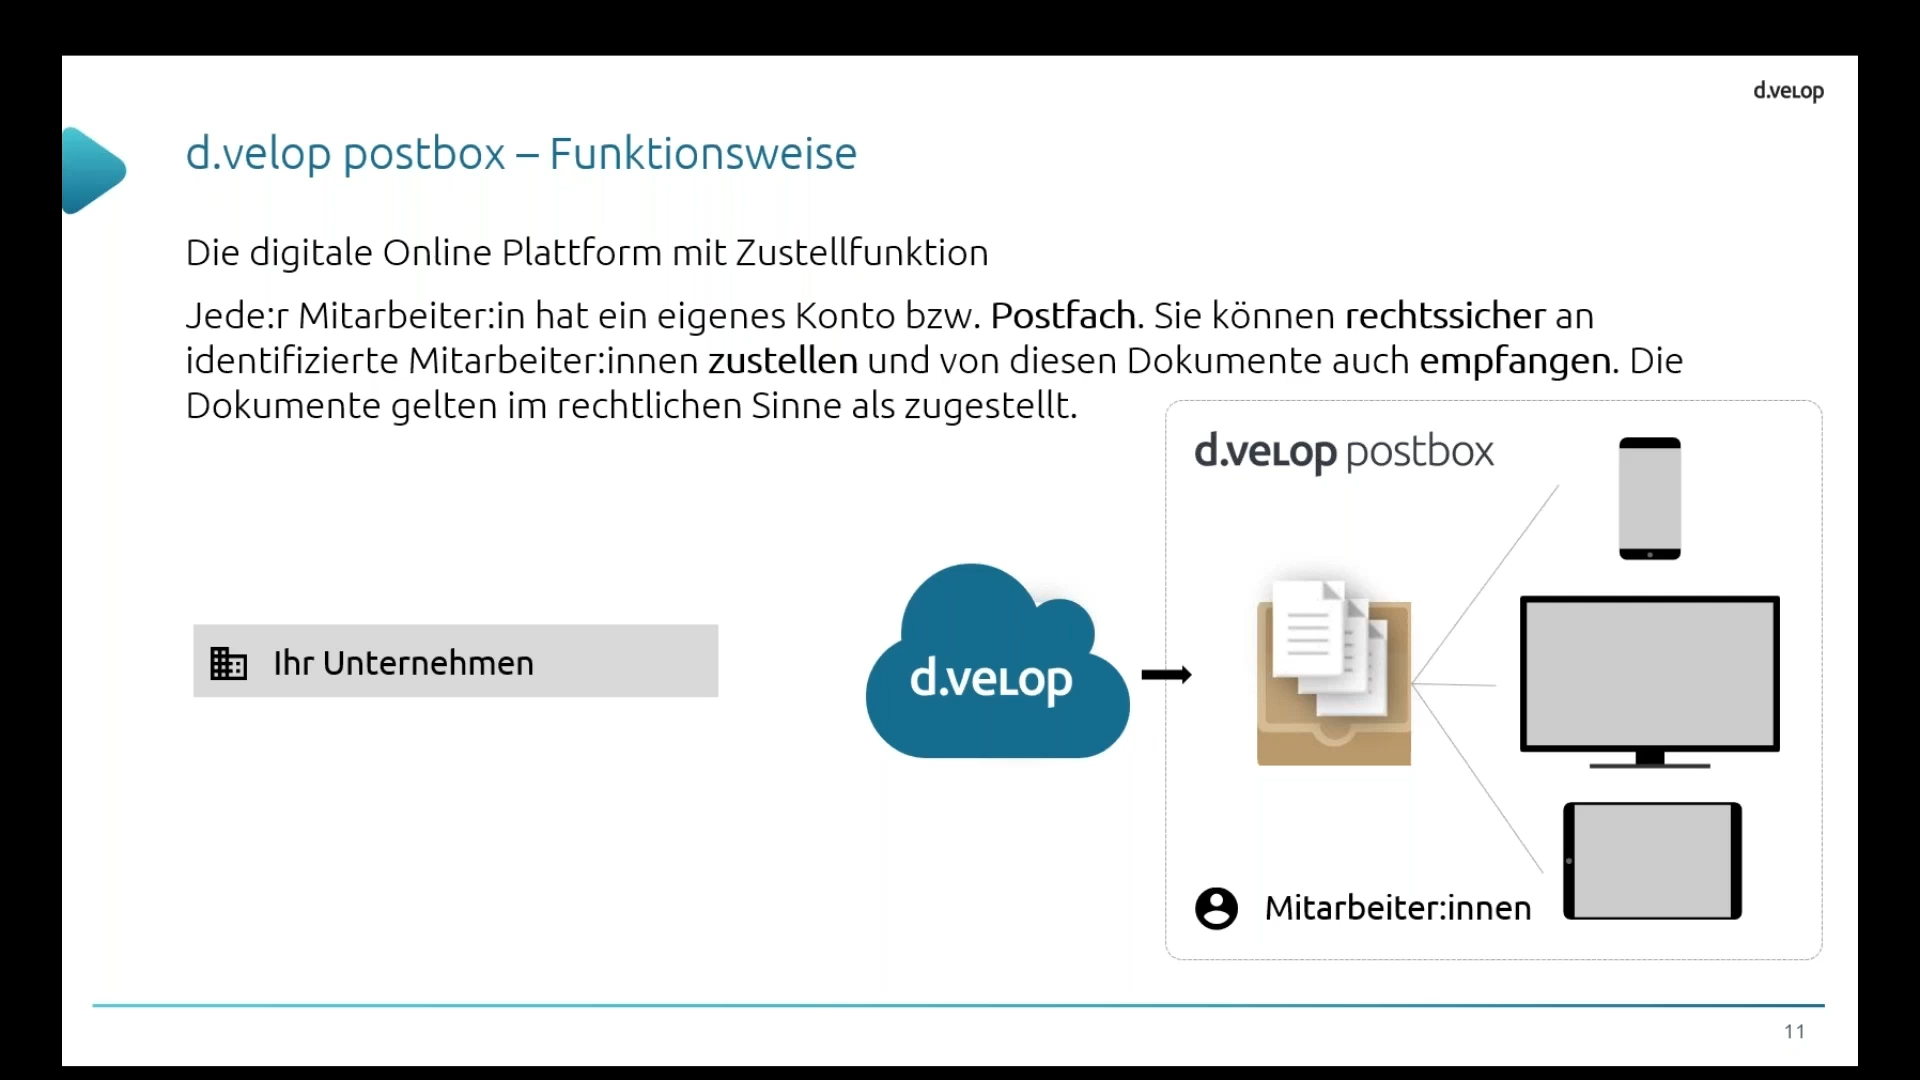 d.velop
d.velop postbox – Funktionsweise
Die digitale Online Plattform mit Zustellfunktion
Jede:r Mitarbeiter:in hat ein eigenes Konto bzw. Postfach. Sie können rechtssicher an
identifizierte Mitarbeiter:innen zustellen und von diesen Dokumente auch empfangen. Die
Dokumente gelten im rechtlichen Sinne als zugestellt.
d.velop postbox
Ihr Unternehmen
d.velop
Mitarbeiter:innen
11